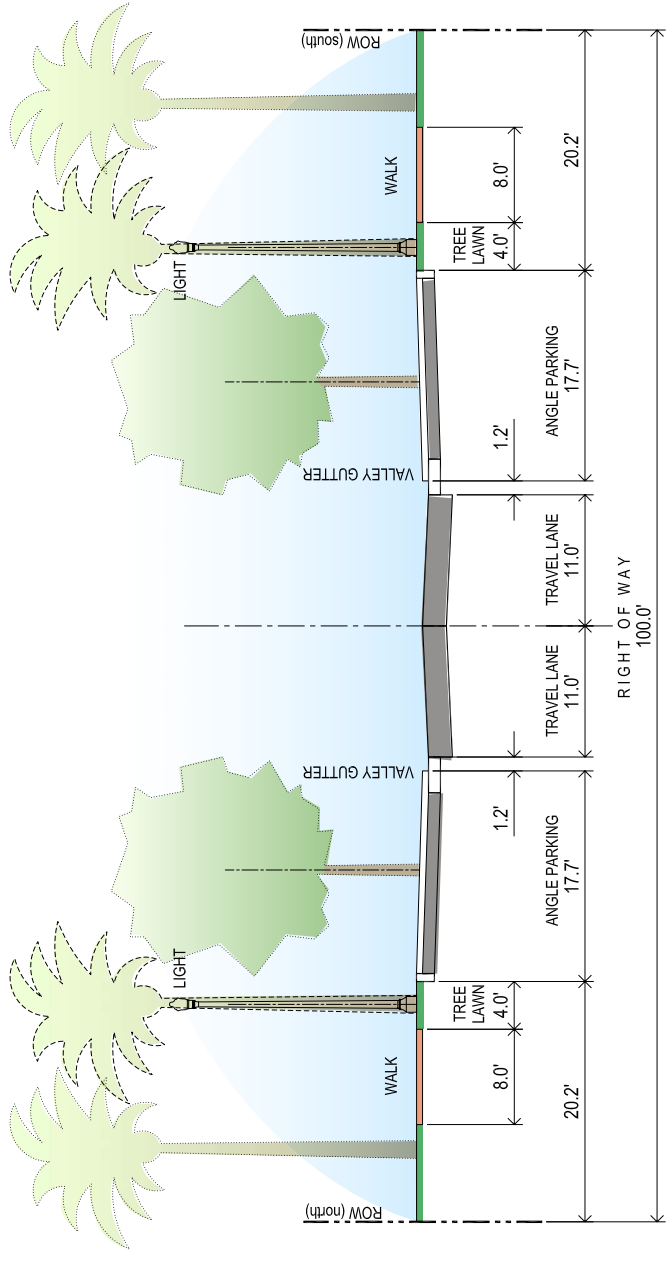 ROW (north)
ROW (south)
LIGHT
LIGHT
WALK
VALLEY GUTTER
VALLEY GUTTER
WALK
8.0'
TREE
LAWN
4.0'
1.2'
1.2'
TREE
LAWN
4.0'
8.0'
20.2'
ANGLE PARKING
17.7'
TRAVEL LANE
11.0'
TRAVEL LANE
11.0'
ANGLE PARKING
17.7'
20.2'
RIGHT OF WAY
100.0'